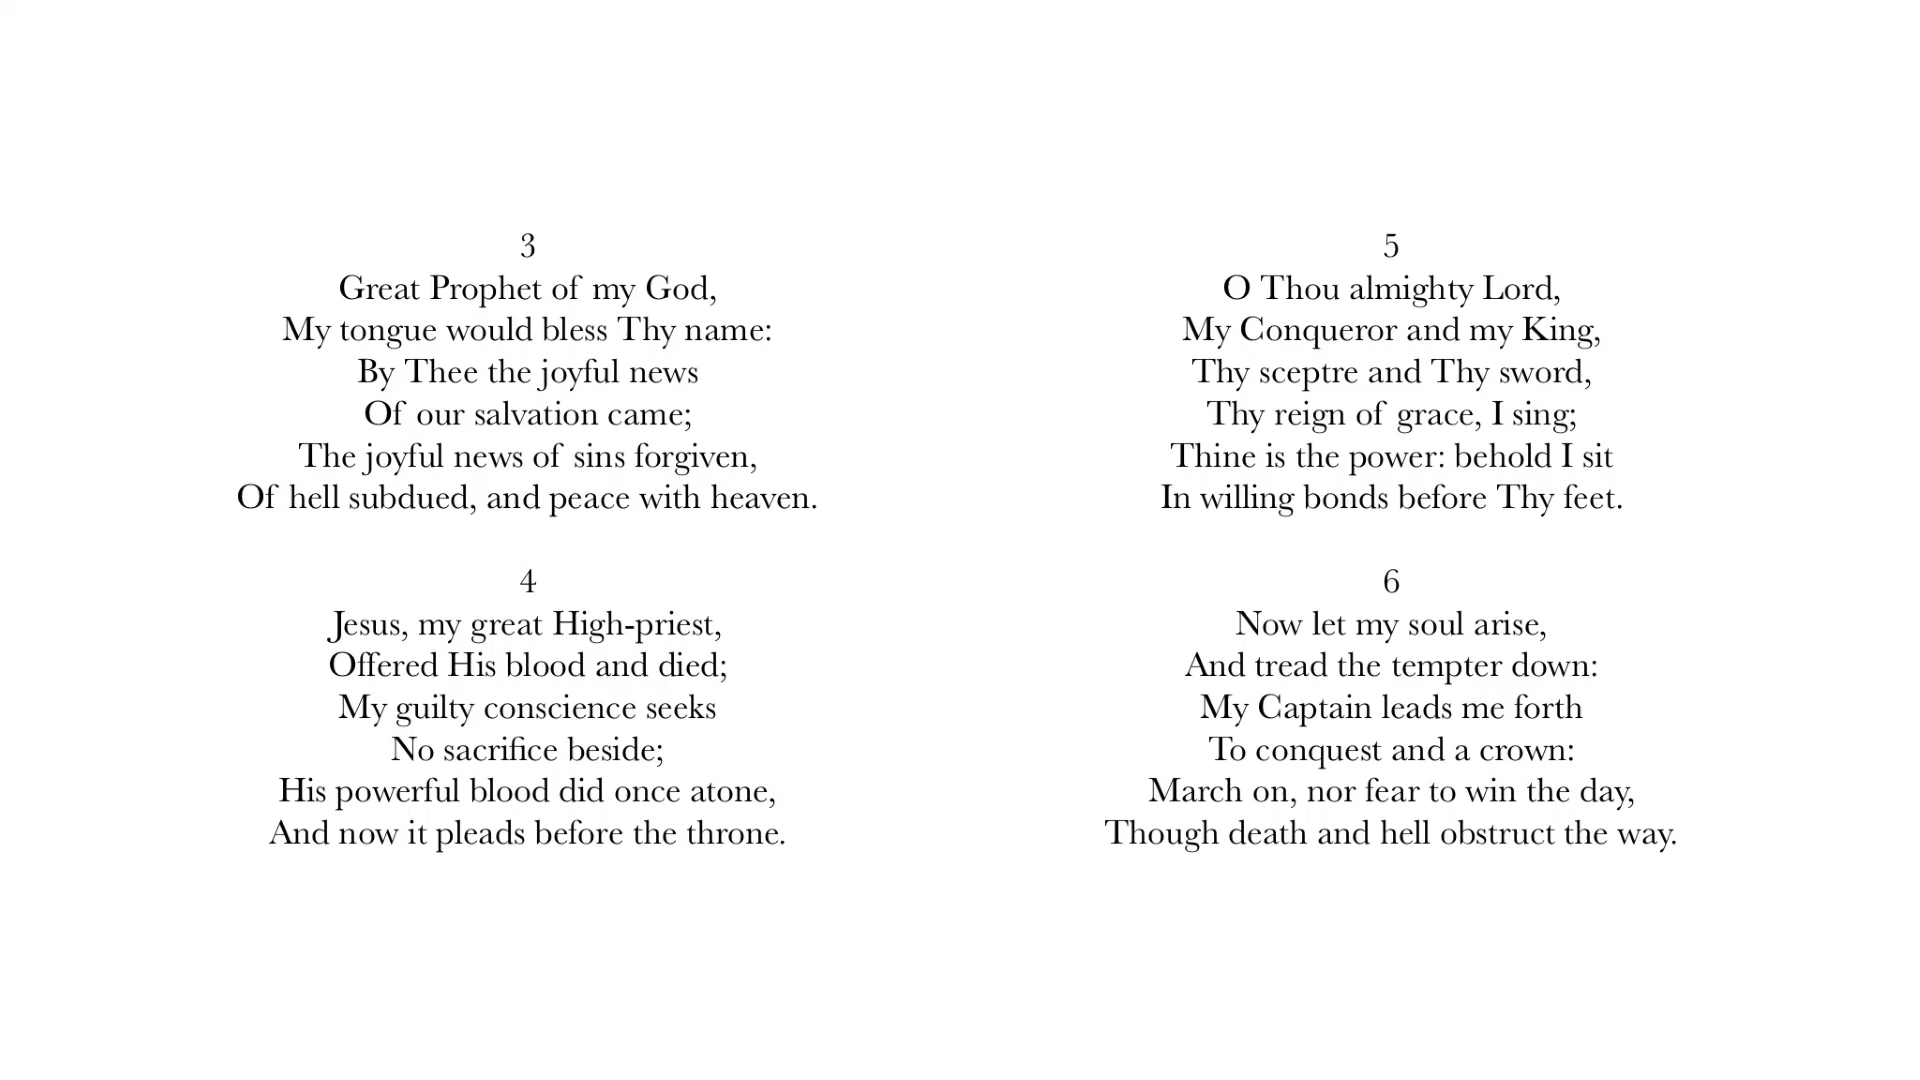 3
Great Prophet of my God,
My tongue would bless Thy name:
By Thee the joyful news
Of our salvation came;
The joyful news of sins forgiven,
Of hell subdued, and peace with heaven.
4
Jesus, my great High-priest,
Offered His blood and died;
My guilty conscience seeks
No sacrifice beside;
His powerful blood did once atone,
And now it pleads before the throne.
5
O Thou almighty Lord,
My Conqueror and my King,
Thy sceptre and Thy sword,
Thy reign of grace, I sing;
Thine is the power: behold I sit
In willing bonds before Thy feet.
6
Now let my soul arise,
And tread the tempter down:
My Captain leads me forth
To conquest and a crown:
March on, nor fear to win the day,
Though death and hell obstruct the way.